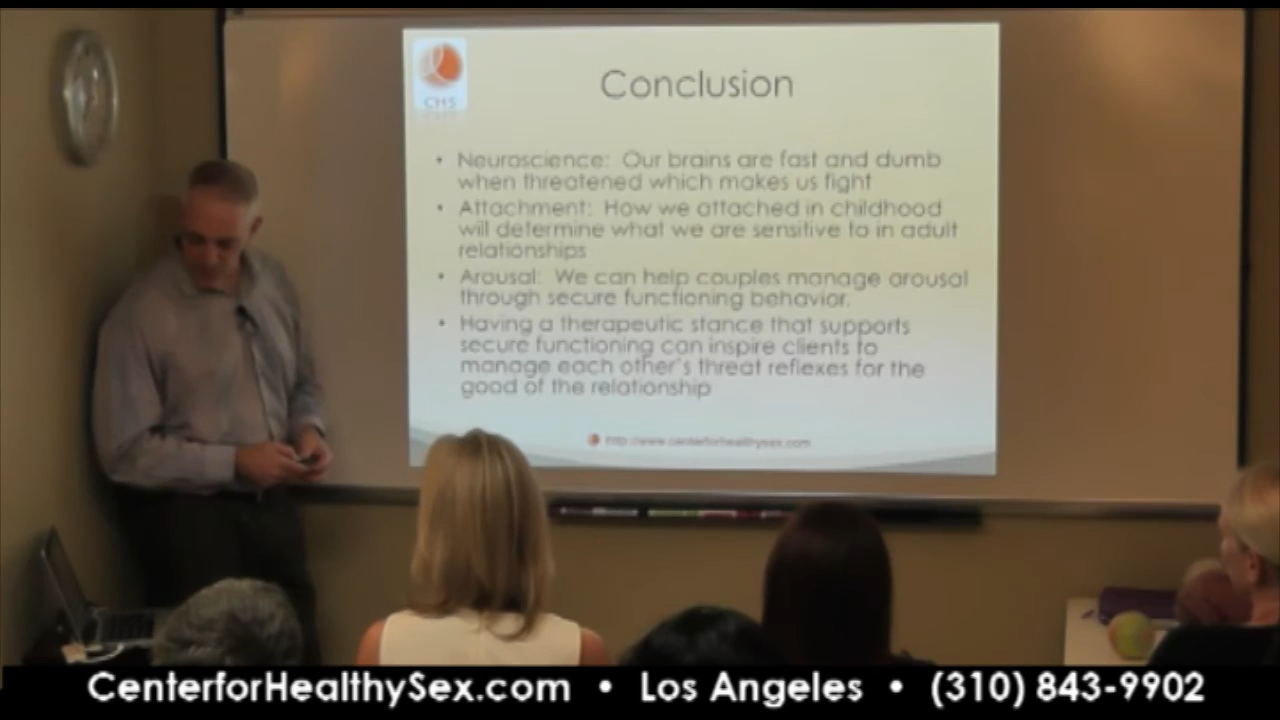 CHS
Conclusion
• Neuroscience: Our brains are fast and dumb
when threatened which makes us fight
• Attachment: How we attached in childhood
will determine what we are sensitive to in adult
relationships
• Arousal: We can help couples manage arousal
through secure functioning behavior.
• Having a therapeutic stance that supports
secure functioning can inspire clients to
manage each other's threat reflexes for the
good of the relationship
http://www.centerforhealthysex.com
CenterforHealthySex.com • Los Angeles • (310) 843-9902